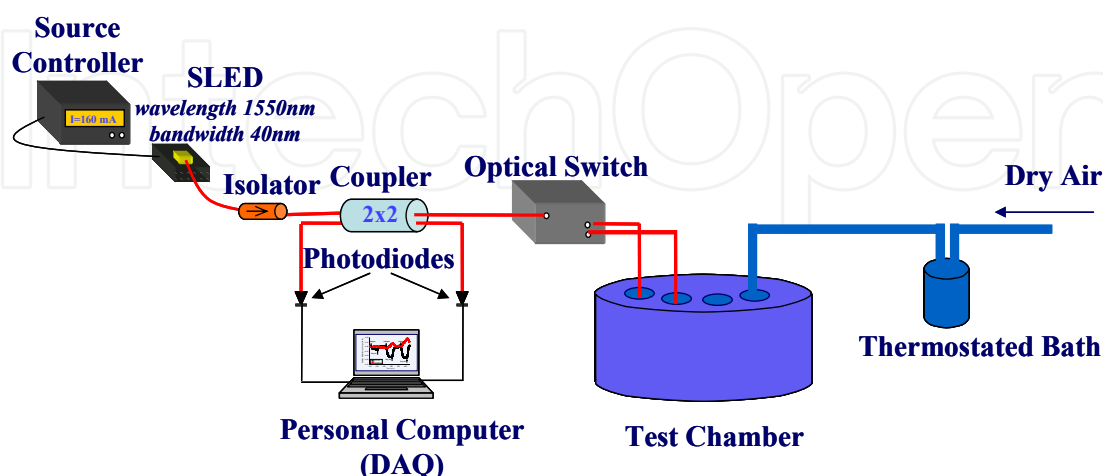 Source
Controller
I=160 mA
SLED
wavelength 1550nm
bandwidth 40nm
Isolator
Coupler
2x2
Optical Switch
Dry Air
Photodiodes
Thermostated Bath
Personal Computer
(DAQ)
Test Chamber
IntechOpen